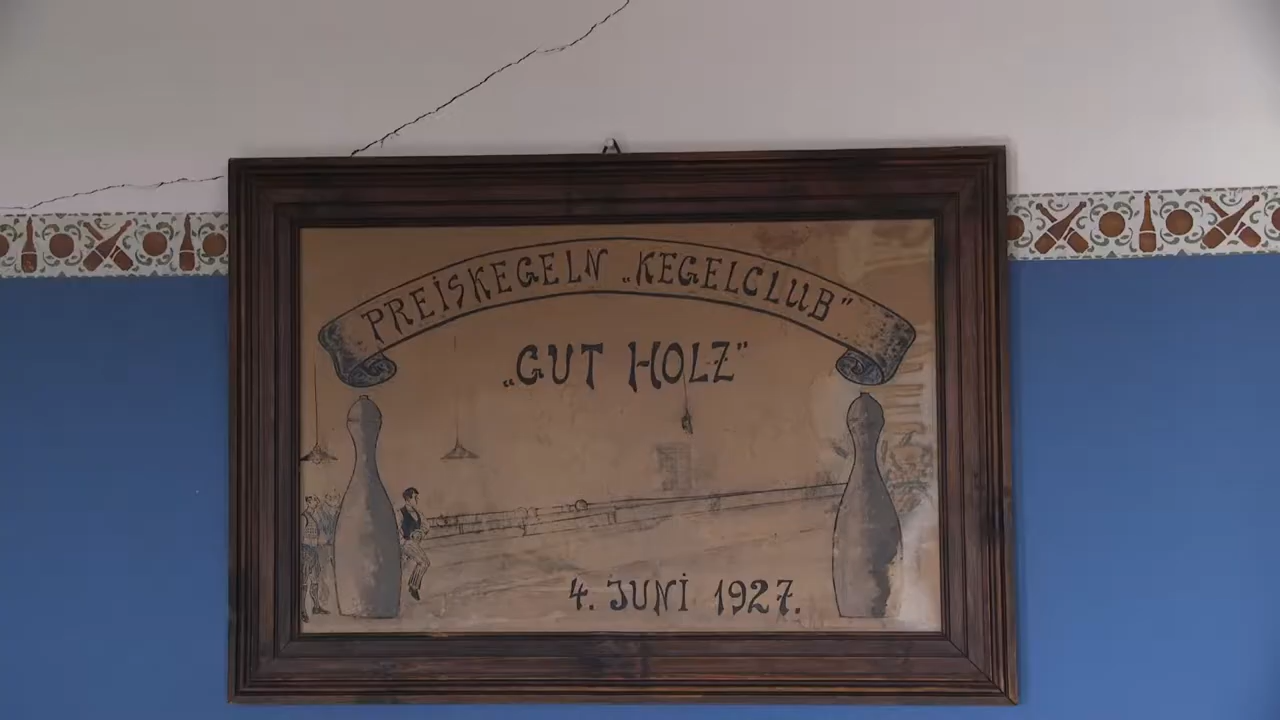 PREISKEGELN „KEGELCLUB"
„GUT HOLZ"
4. JUNI 1927.